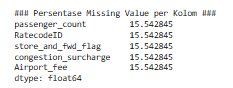 ### Persentase Missing Value per Kolom ###
passenger_count 15.542845
RatecodeID 15.542845
store_and_fwd_flag 15.542845
congestion_surcharge 15.542845
Airport_fee 15.542845
dtype: float64